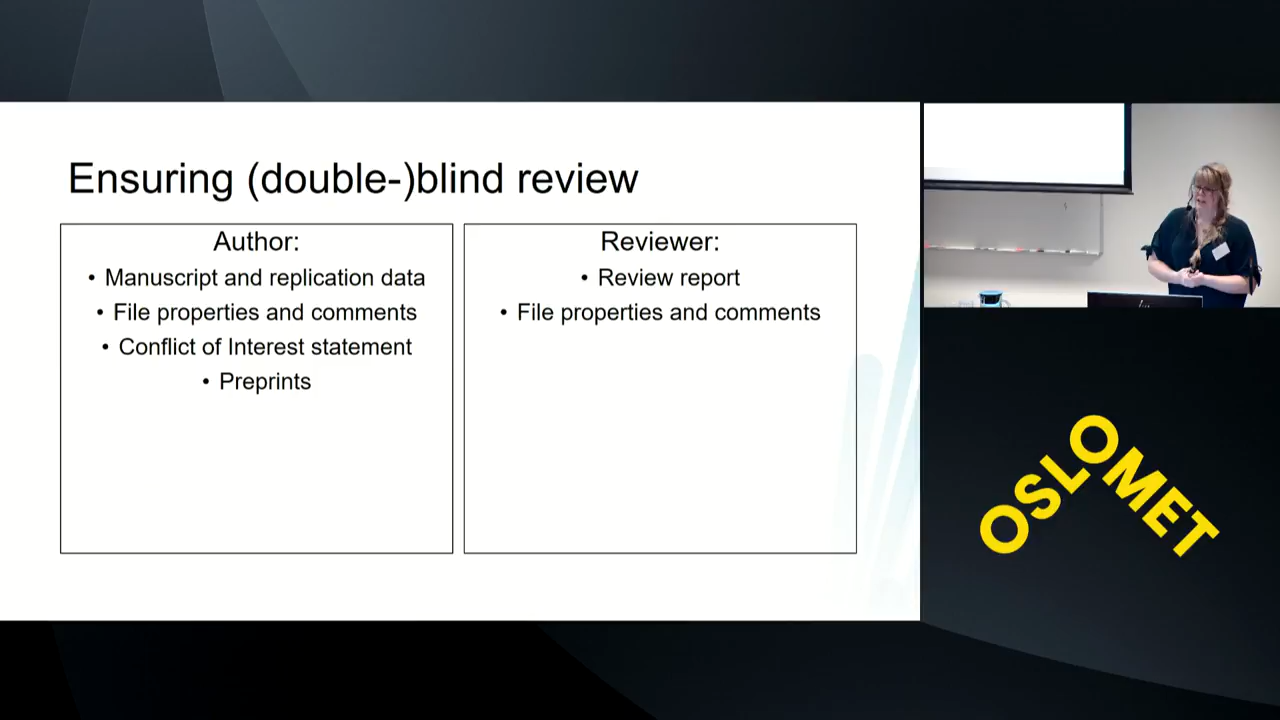 Ensuring (double-)blind review
Author:
• Manuscript and replication data
• File properties and comments
• Conflict of Interest statement
• Preprints
Reviewer:
• Review report
• File properties and comments
OSLOMET